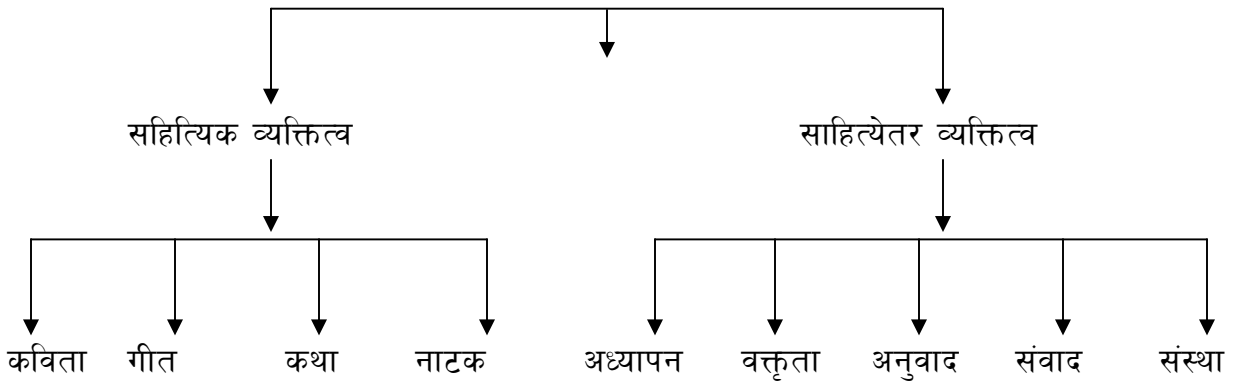 सहित्यिक व्यक्तित्व साहित्येतर व्यक्तित्व
कविता गीत कथा नाटक अध्यापन वक्तृता अनुवाद संवाद संस्था